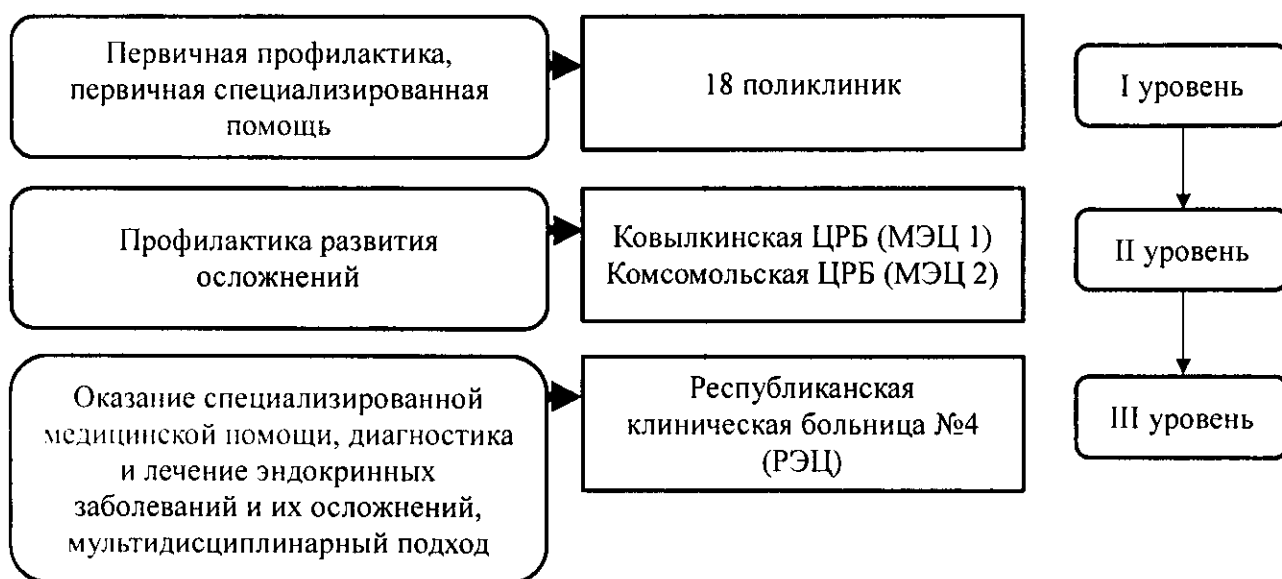 Первичная профилактика,
первичная специализированная
помощь
18 поликлиник
I уровень
Профилактика развития
осложнений
Ковылкинская ЦРБ (МЭЦ 1)
Комсомольская ЦРБ (МЭЦ 2)
II уровень
Оказание специализированной
медицинской помощи, диагностика
и лечение эндокринных
заболеваний и их осложнений,
мультидисциплинарный подход
Республиканская
клиническая больница №4
(РЭЦ)
III уровень